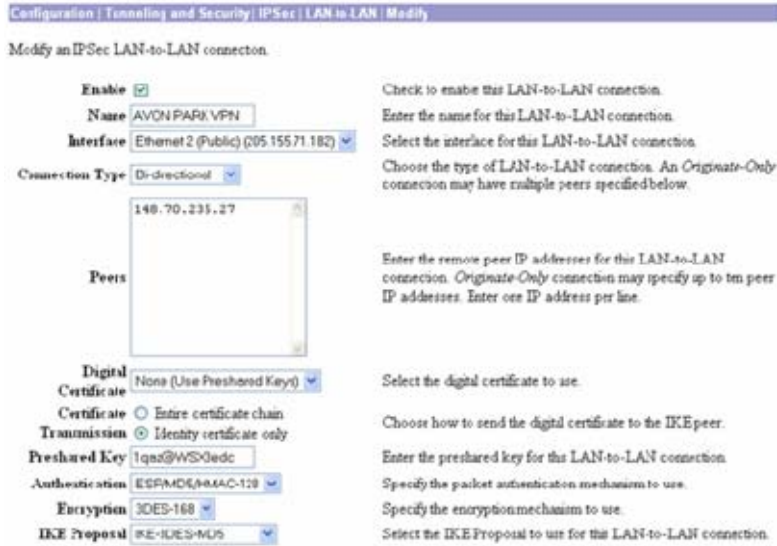 Configuration | Tunneling and Security | IPSec | LAN-to-LAN | Modify
Modify an IPSec LAN-to-LAN connection.
Enable Check to enable this LAN-to-LAN connection.
Name AVON PARK VPN Enter the name for this LAN-to-LAN connection.
Interface Ethernet 2 (Public) (205.155.71.182) Select the interface for this LAN-to-LAN connection.
Connection Type Bi-directional Choose the type of LAN-to-LAN connection. An Originate-Only
connection may have multiple peers specified below.
148.70.235.27
Peers
Enter the remote peer IP addresses for this LAN-to-LAN
connection. Originate-Only connection may specify up to ten peer
IP addresses. Enter one IP address per line.
Digital
Certificate None (Use Preshared Keys) Select the digital certificate to use.
Certificate Entire certificate chain
Transmission Identity certificate only Choose how to send the digital certificate to the IKE peer.
Preshared Key Enter the preshared key for this LAN-to-LAN connection.
Authentication ESP/MD5/HMAC-128 Specify the packet authentication mechanism to use.
Encryption 3DES-168 Specify the encryption mechanism to use.
IKE Proposal IKE-3DES-MD5 Select the IKE Proposal to use for this LAN-to-LAN connection.